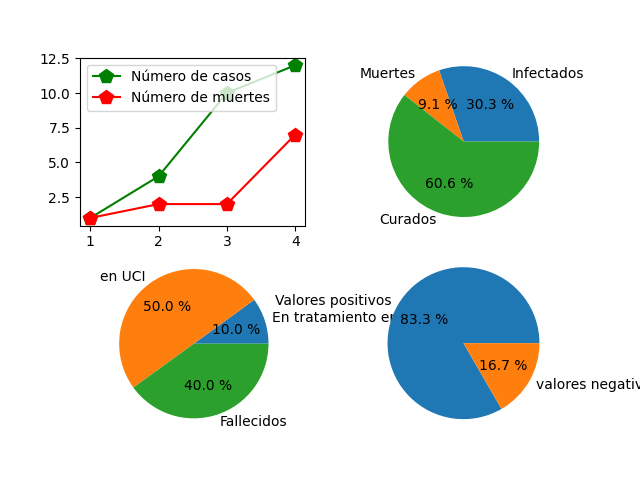 12.5
10.0
7.5
5.0
2.5
1 2 3 4
Número de casos
Número de muertes
Muertes
Infectados
9.1 %
30.3 %
60.6 %
Curados
en UCI
50.0 %
10.0 %
40.0 %
En tratamiento
Fallecidos
Valores positivos
83.3 %
16.7 %
valores